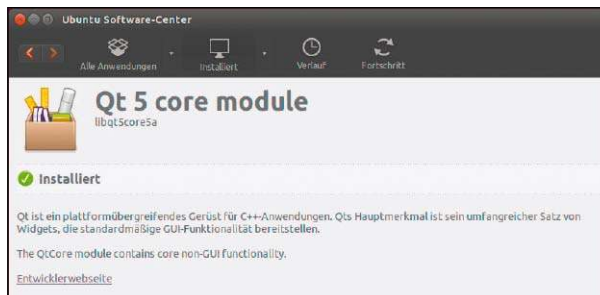 Ubuntu Software-Center
Alle Anwendungen Installiert Verlauf Fortschritt
Qt 5 core module
libqt5core5a
Installiert
Qt ist ein plattformübergreifendes Gerüst für C++-Anwendungen. Qts Hauptmerkmal ist sein umfangreicher Satz von
Widgets, die standardmäßige GUI-Funktionalität bereitstellen.
The QtCore module contains core non-GUI functionality.
Entwicklerwebseite